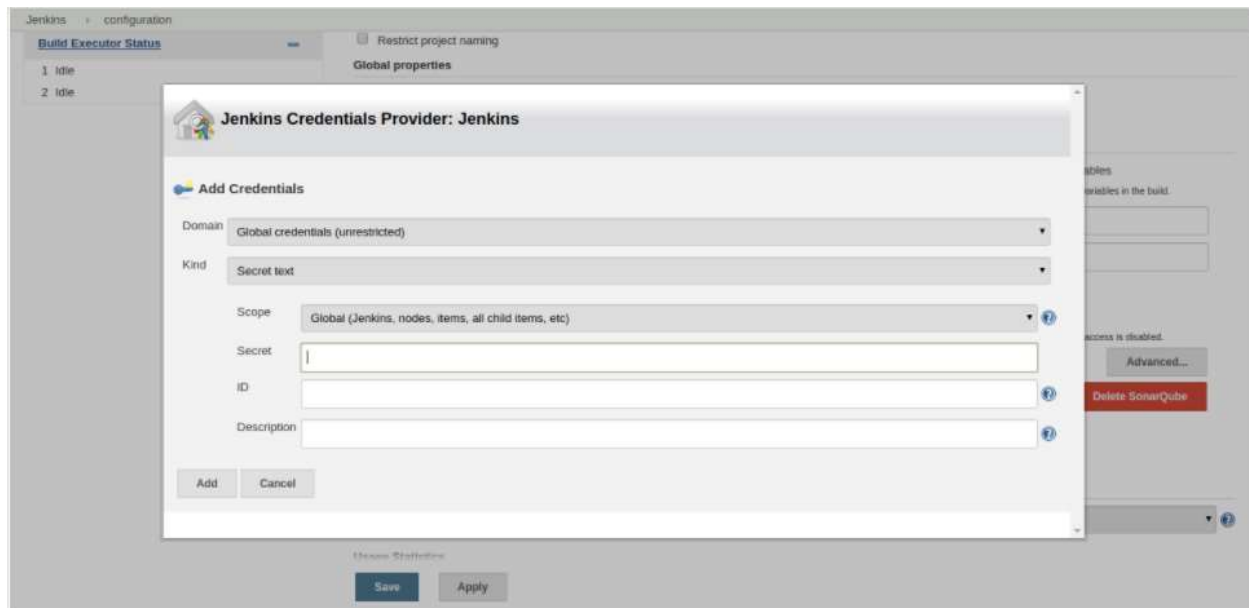 Jenkins › configuration
Build Executor Status
1 Idle
2 Idle
Restrict project naming
Global properties
Jenkins Credentials Provider: Jenkins
Add Credentials
Domain Global credentials (unrestricted)
Kind Secret text
Scope Global (Jenkins, nodes, items, all child items, etc)
Secret
ID
Description
Add Cancel
ables
variables in the build.
access is disabled.
Advanced...
Delete SonarQube
Usage Statistics
Save Apply